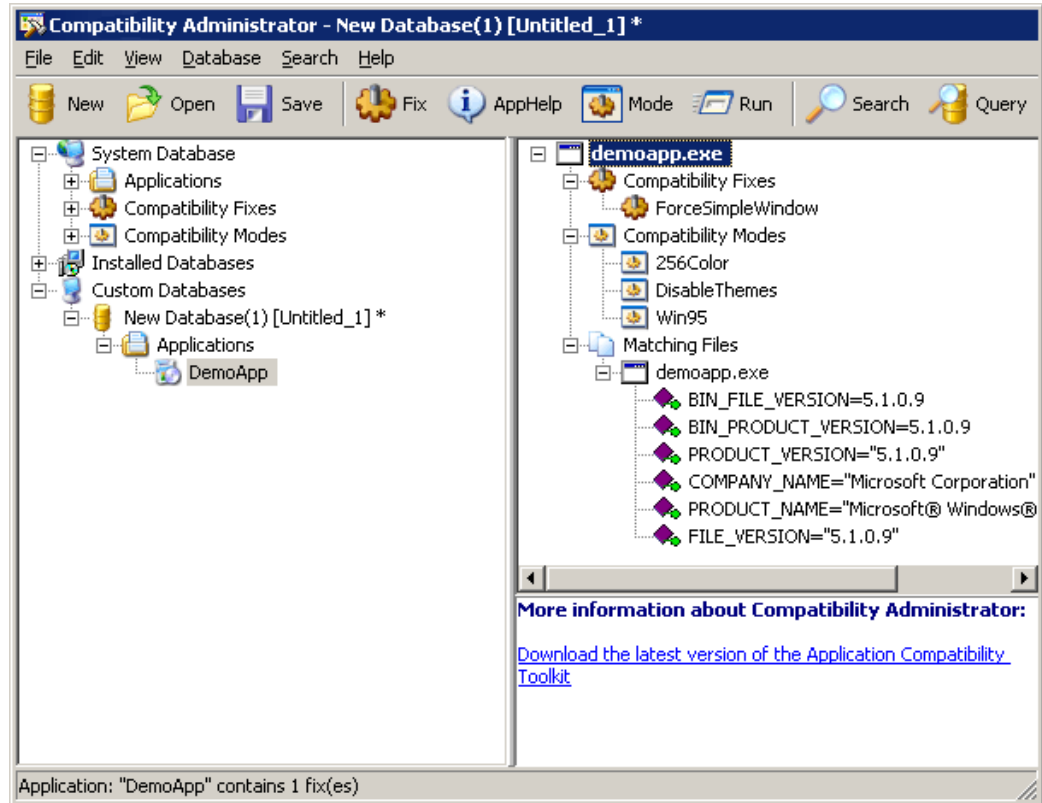 Compatibility Administrator - New Database(1) [Untitled_1] *
File Edit View Database Search Help
New Open Save Fix AppHelp Mode Run Search Query
System Database
Applications
Compatibility Fixes
Compatibility Modes
Installed Databases
Custom Databases
New Database(1) [Untitled_1] *
Applications
DemoApp
demoapp.exe
Compatibility Fixes
ForceSimpleWindow
Compatibility Modes
256Color
DisableThemes
Win95
Matching Files
demoapp.exe
BIN_FILE_VERSION=5.1.0.9
BIN_PRODUCT_VERSION=5.1.0.9
PRODUCT_VERSION="5.1.0.9"
COMPANY_NAME="Microsoft Corporation"
PRODUCT_NAME="Microsoft® Windows®
FILE_VERSION="5.1.0.9"
More information about Compatibility Administrator:
Download the latest version of the Application Compatibility
Toolkit
Application: "DemoApp" contains 1 fix(es)